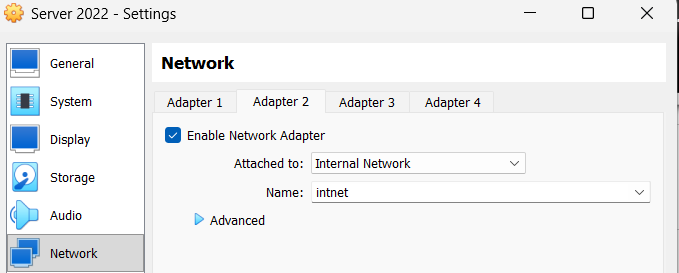 Server 2022 - Settings
General
System
Display
Storage
Audio
Network
Network
Adapter 1 Adapter 2 Adapter 3 Adapter 4
Enable Network Adapter
Attached to: Internal Network
Name: intnet
Advanced